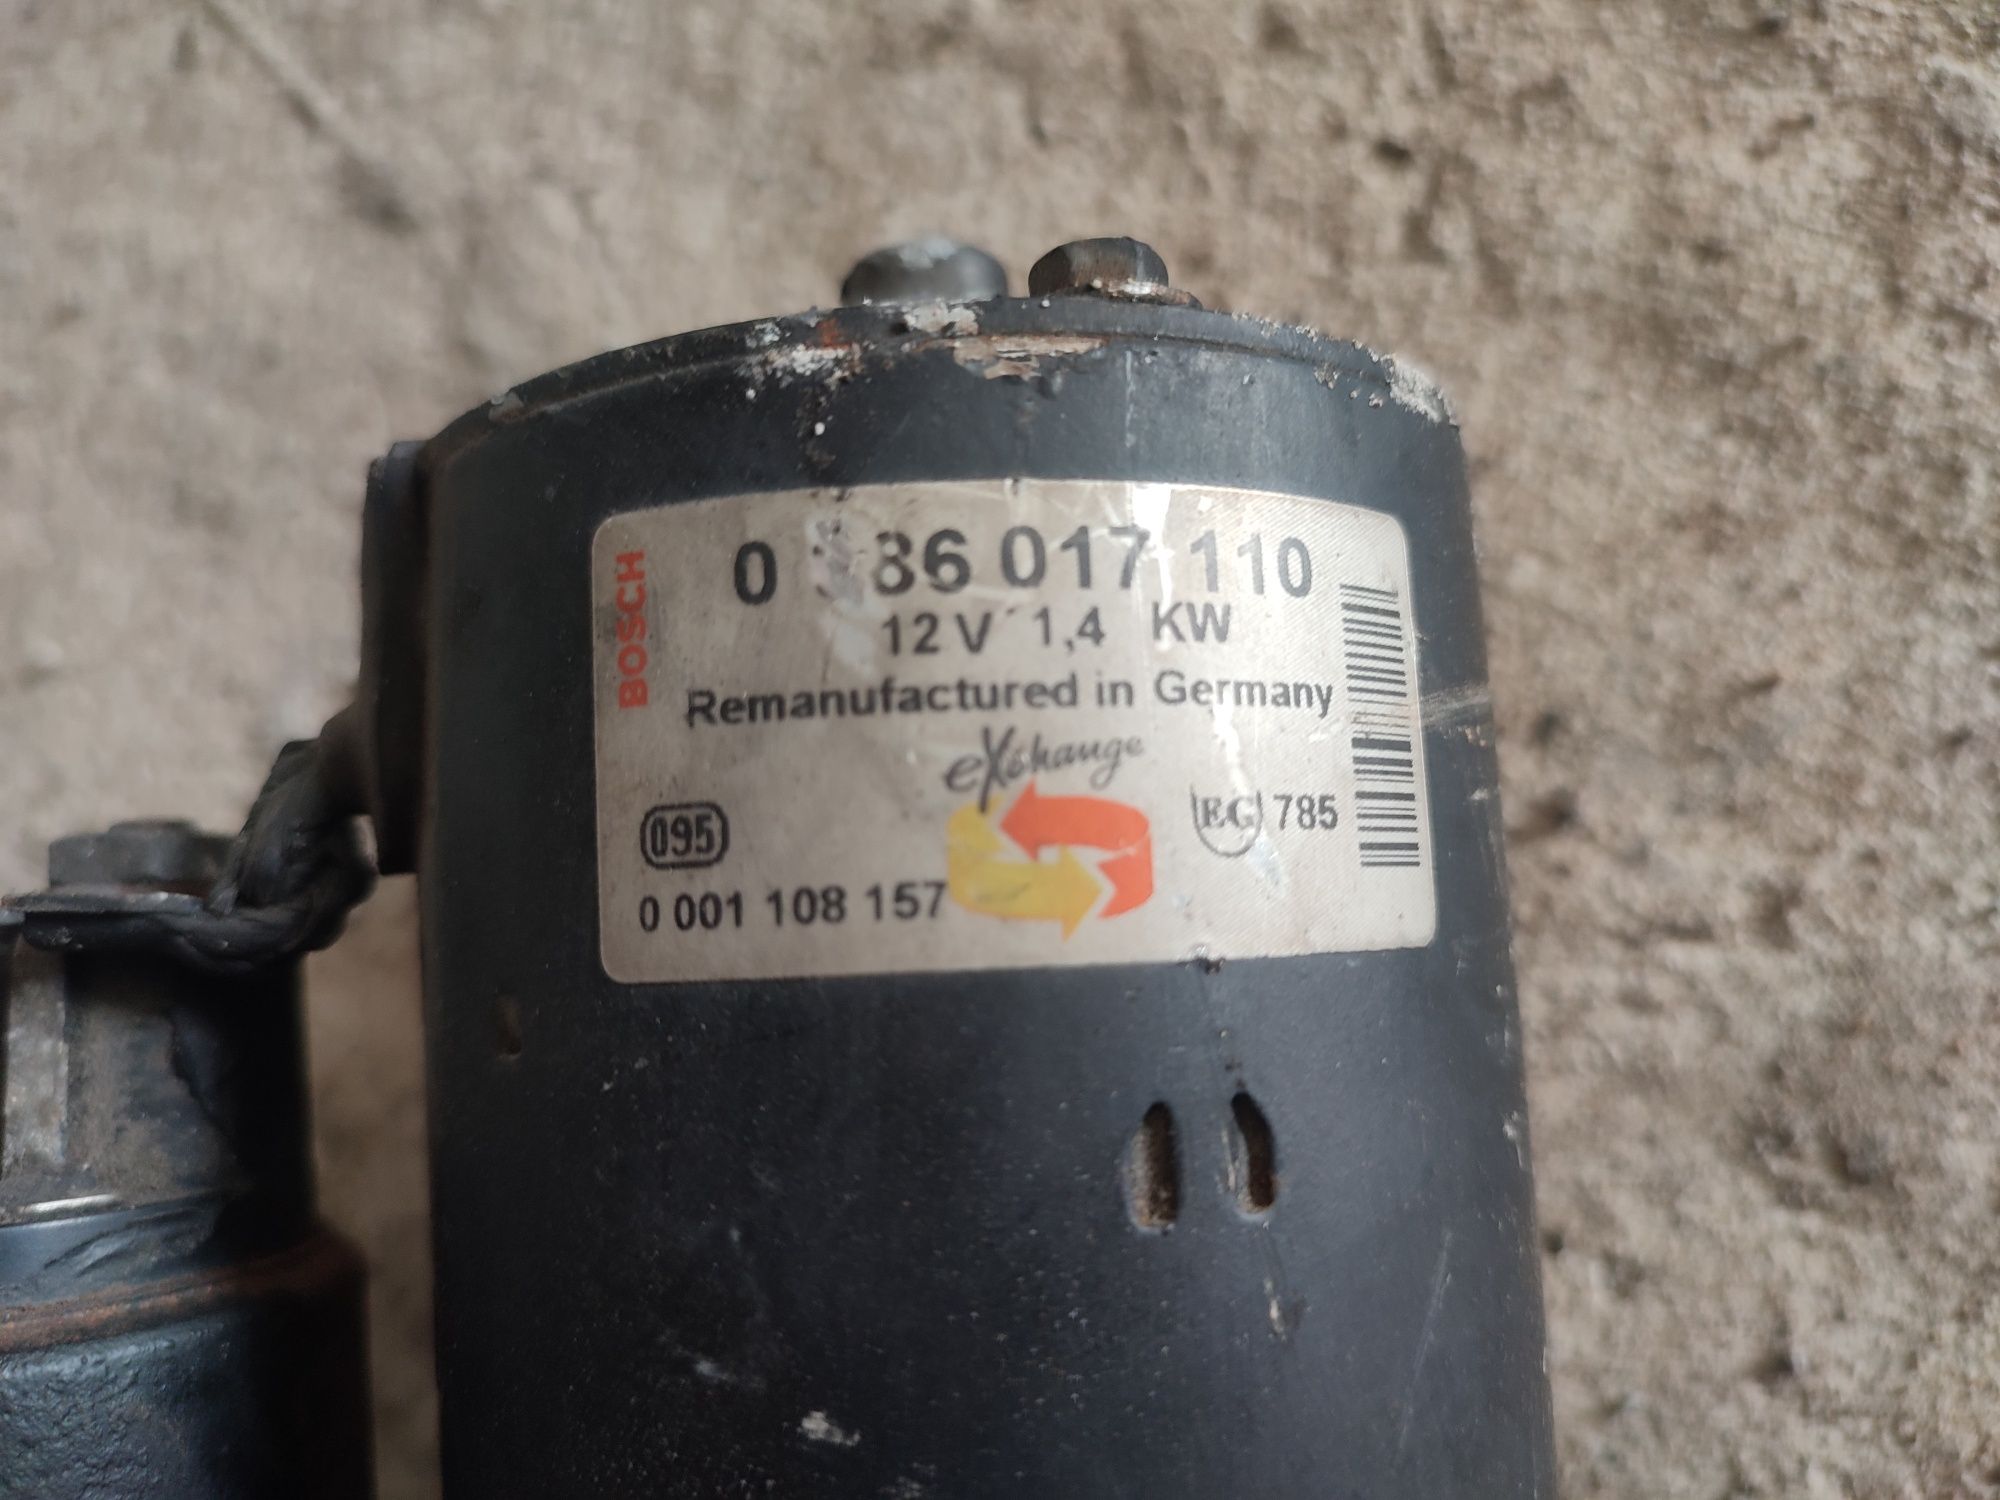 BOSCH
0 86 017 110
12 V 1,4 KW
Remanufactured in Germany
eXchange
095
EG 785
0 001 108 157